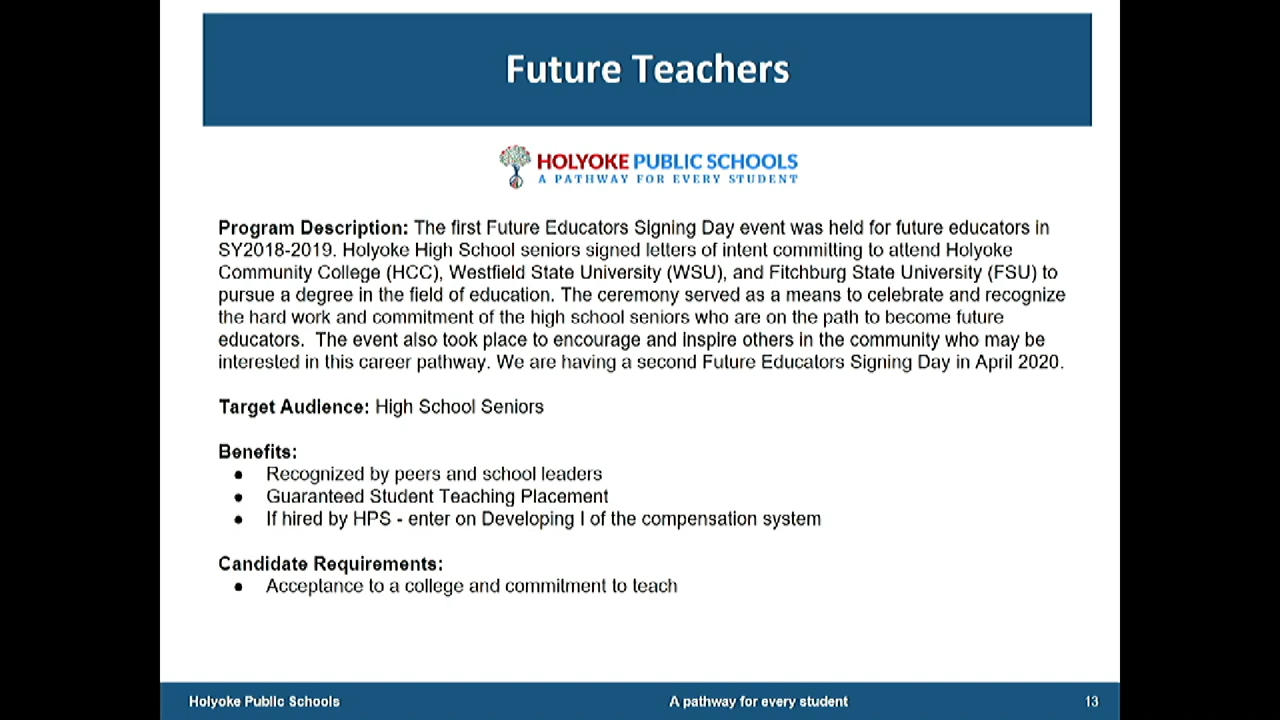 Future Teachers
HOLYOKE PUBLIC SCHOOLS
A PATHWAY FOR EVERY STUDENT
Program Description: The first Future Educators Signing Day event was held for future educators in
SY2018-2019. Holyoke High School seniors signed letters of intent committing to attend Holyoke
Community College (HCC), Westfield State University (WSU), and Fitchburg State University (FSU) to
pursue a degree in the field of education. The ceremony served as a means to celebrate and recognize
the hard work and commitment of the high school seniors who are on the path to become future
educators.  The event also took place to encourage and inspire others in the community who may be
interested in this career pathway. We are having a second Future Educators Signing Day in April 2020.
Target Audience: High School Seniors
Benefits:
● Recognized by peers and school leaders
● Guaranteed Student Teaching Placement
● If hired by HPS - enter on Developing I of the compensation system
Candidate Requirements:
● Acceptance to a college and commitment to teach
Holyoke Public Schools A pathway for every student 13